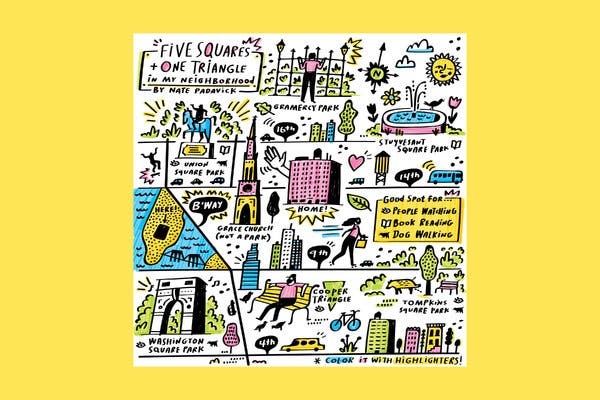 FIVE SQUARES
+ ONE TRIANGLE
IN MY NEIGHBORHOOD
BY NATE PADAVICK
GRAMERCY PARK
N
16TH
UNION
SQUARE PARK
STUYVESANT
SQUARE PARK
14TH
B'WAY
HERE!
HOME!
GRACE CHURCH
(NOT A PARK)
GOOD SPOT FOR...
PEOPLE WATCHING
BOOK READING
DOG WALKING
9TH
COOPER
TRIANGLE
TOMPKINS
SQUARE PARK
WASHINGTON
SQUARE PARK
4TH
* COLOR IT WITH HIGHLIGHTERS!